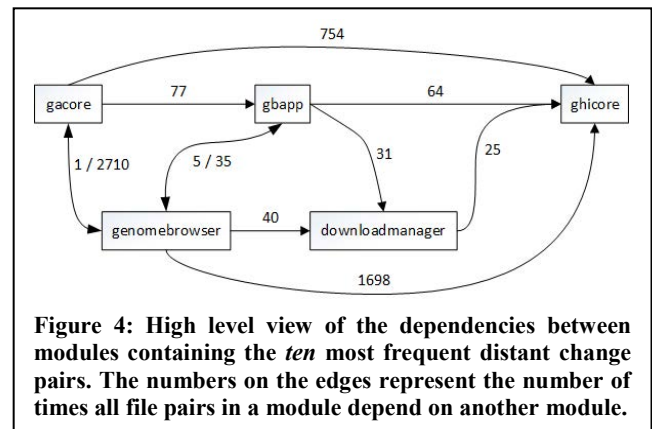 754
gacore
77
gbapp
64
ghicore
1 / 2710
5 / 35
31
25
genomebrowser
40
downloadmanager
1698
Figure 4: High level view of the dependencies between
modules containing the ten most frequent distant change
pairs. The numbers on the edges represent the number of
times all file pairs in a module depend on another module.